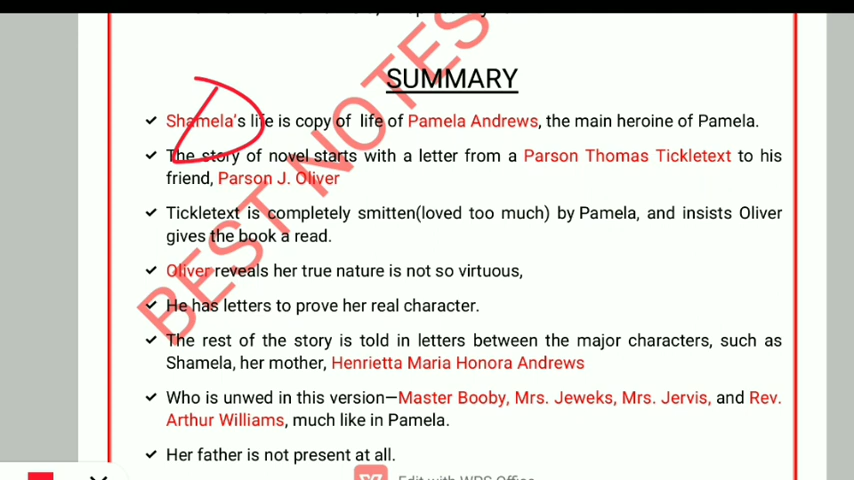 SUMMARY
✓ Shamela's life is copy of life of Pamela Andrews, the main heroine of Pamela.
✓ The story of novel starts with a letter from a Parson Thomas Tickletext to his
friend, Parson J. Oliver
✓ Tickletext is completely smitten(loved too much) by Pamela, and insists Oliver
gives the book a read.
✓ Oliver reveals her true nature is not so virtuous,
✓ He has letters to prove her real character.
✓ The rest of the story is told in letters between the major characters, such as
Shamela, her mother, Henrietta Maria Honora Andrews
✓ Who is unwed in this version—Master Booby, Mrs. Jeweks, Mrs. Jervis, and Rev.
Arthur Williams, much like in Pamela.
✓ Her father is not present at all.
BEST NOTES
Edit with WPS Office